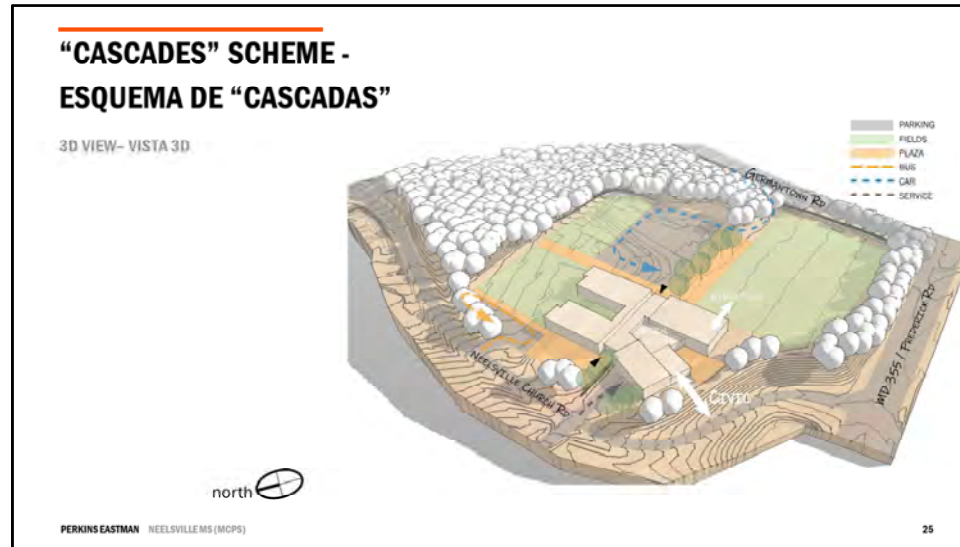 “CASCADES” SCHEME -
ESQUEMA DE “CASCADAS”
3D VIEW– VISTA 3D
PARKING
FIELDS
PLAZA
BUS
CAR
SERVICE
GERMANTOWN RD
NEELSVILLE CHURCH RD
CIVIC
MD 355 / FREDERICK RD
north
PERKINS EASTMAN NEELSVILLE MS (MCPS)
25